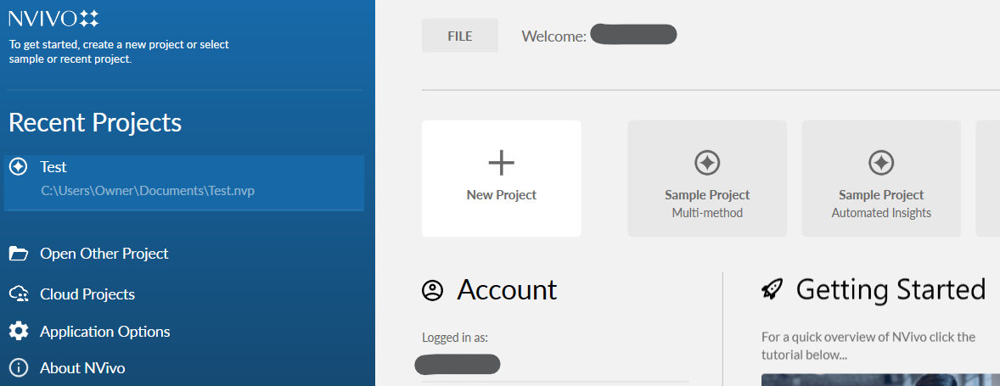 NVIVO
To get started, create a new project or select
sample or recent project.
Recent Projects
Test
C:\Users\Owner\Documents\Test.nvp
Open Other Project
Cloud Projects
Application Options
About NVivo
FILE
Welcome:
New Project
Sample Project
Multi-method
Sample Project
Automated Insights
Account
Logged in as:
Getting Started
For a quick overview of NVivo click the
tutorial below...